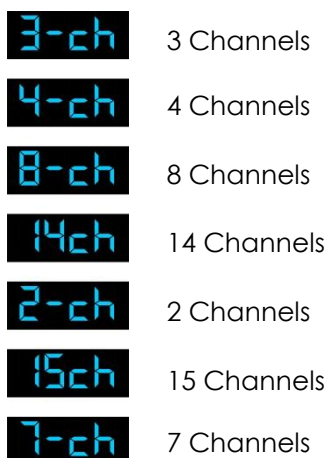 3-ch 3 Channels
4-ch 4 Channels
8-ch 8 Channels
14ch 14 Channels
2-ch 2 Channels
15ch 15 Channels
7-ch 7 Channels